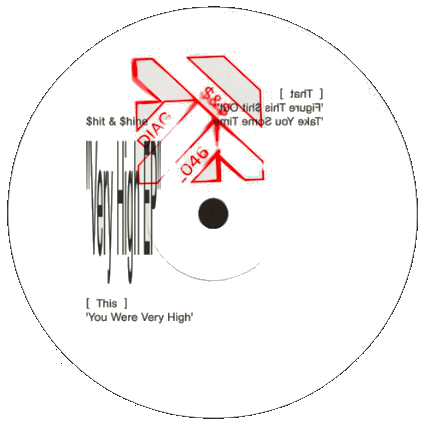 [ That ]
'Figure This $hit Out'
'Take You Some Time'
$hit & $hine
$&$
DIAG
046
"Very High EP"
[ This ]
'You Were Very High'